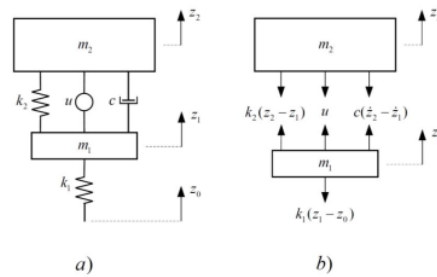 z₂
m₂
k₂
u
c
z₁
m₁
k₁
z₀
a)
z
m₂
k₂(z₂ − z₁)
u
c(ż₂ − ż₁)
z
m₁
k₁(z₁ − z₀)
b)